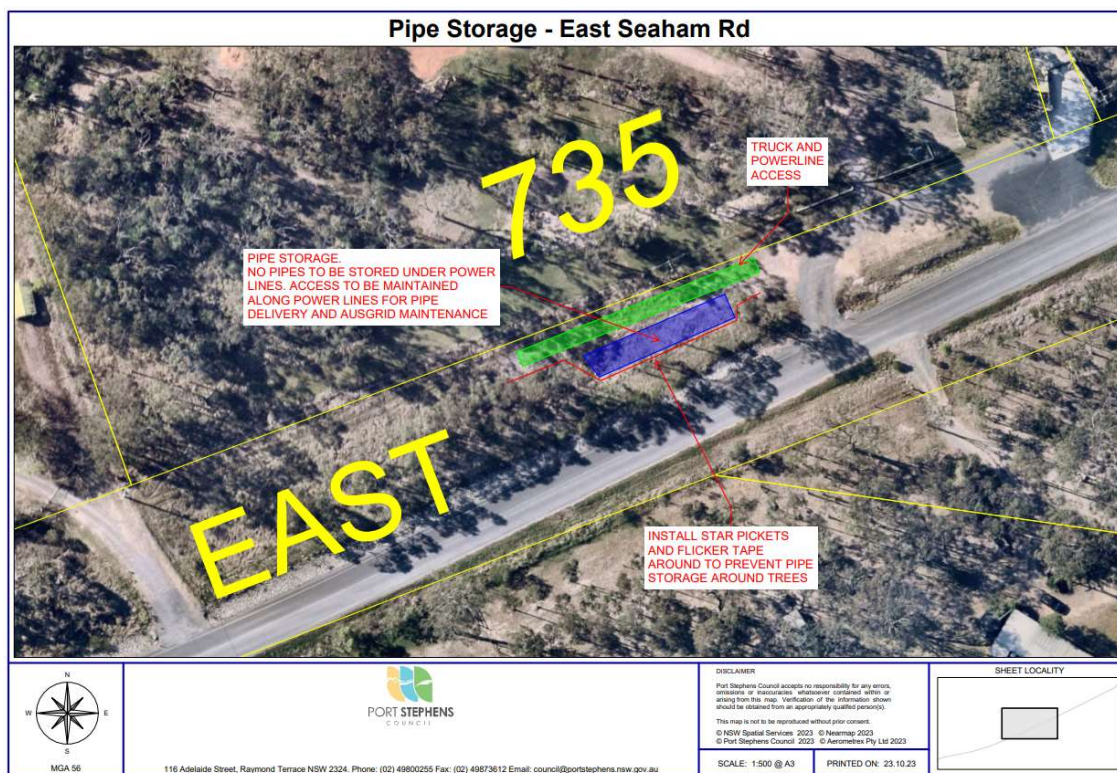 Pipe Storage - East Seaham Rd
735
TRUCK AND
POWERLINE
ACCESS
PIPE STORAGE.
NO PIPES TO BE STORED UNDER POWER
LINES. ACCESS TO BE MAINTAINED
ALONG POWER LINES FOR PIPE
DELIVERY AND AUSGRID MAINTENANCE
EAST
INSTALL STAR PICKETS
AND FLICKER TAPE
AROUND TO PREVENT PIPE
STORAGE AROUND TREES
N
W E
S
MGA 56
PORT STEPHENS
COUNCIL
116 Adelaide Street, Raymond Terrace NSW 2324. Phone: (02) 49800255 Fax: (02) 49873612 Email: council@portstephens.nsw.gov.au
DISCLAIMER
Port Stephens Council accepts no responsibility for any errors,
omissions or inaccuracies whatsoever contained within or
arising from this map. Verification of the information shown
should be obtained from an appropriately qualified person(s).
This map is not to be reproduced without prior consent.
© NSW Spatial Services 2023 © Nearmap 2023
© Port Stephens Council 2023 © Aerometrex Pty Ltd 2023
SCALE: 1:500 @ A3
PRINTED ON: 23.10.23
SHEET LOCALITY